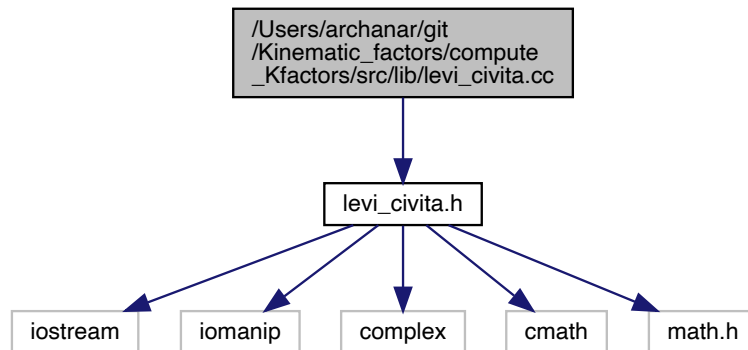 /Users/archanar/git
/Kinematic_factors/compute
_Kfactors/src/lib/levi_civita.cc
levi_civita.h
iostream
iomanip
complex
cmath
math.h